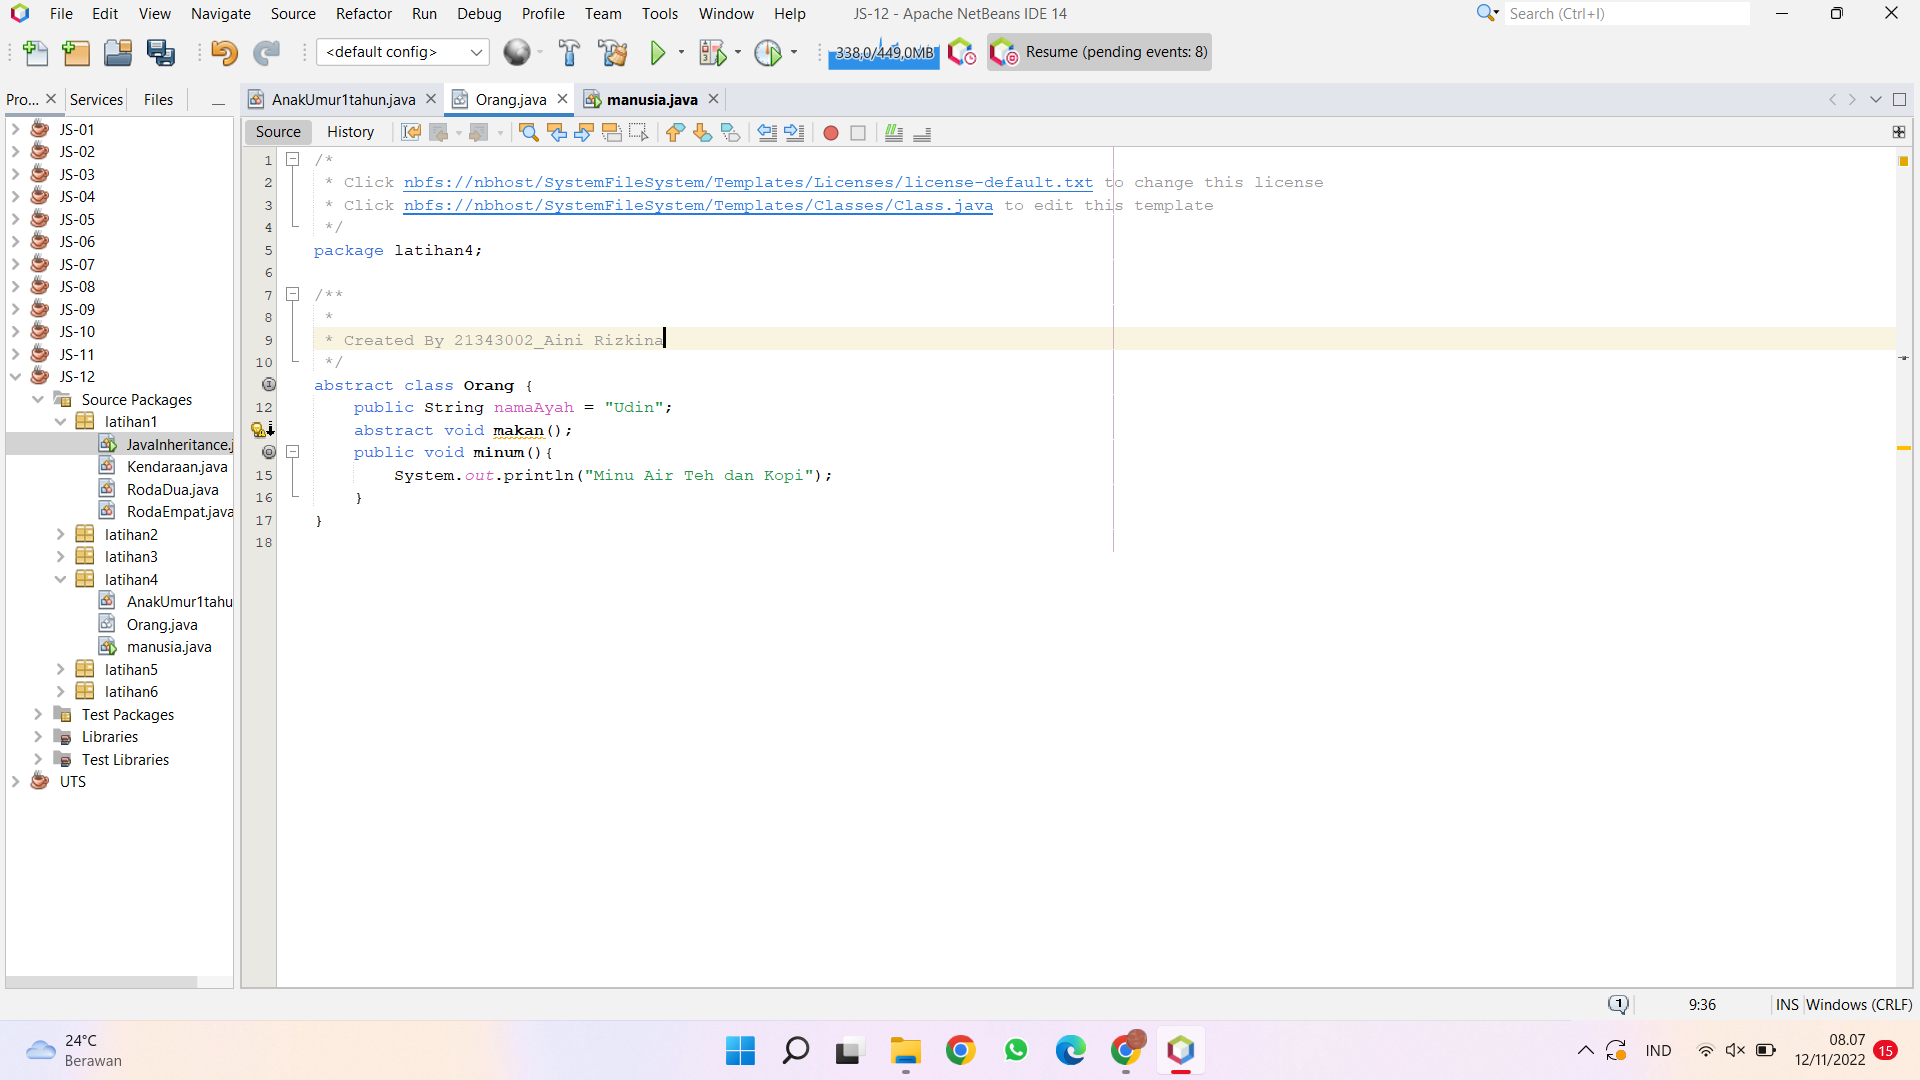 File Edit View Navigate Source Refactor Run Debug Profile Team Tools Window Help JS-12 - Apache NetBeans IDE 14 Search (Ctrl+I)
<default config> 338,0/449,0MB Resume (pending events: 8)
Pro... Services Files AnakUmur1tahun.java Orang.java manusia.java
Source History
JS-01
JS-02
JS-03
JS-04
JS-05
JS-06
JS-07
JS-08
JS-09
JS-10
JS-11
JS-12
Source Packages
latihan1
JavaInheritance.j
Kendaraan.java
RodaDua.java
RodaEmpat.java
latihan2
latihan3
latihan4
AnakUmur1tahu
Orang.java
manusia.java
latihan5
latihan6
Test Packages
Libraries
Test Libraries
UTS
1 /*
2 * Click nbfs://nbhost/SystemFileSystem/Templates/Licenses/license-default.txt to change this license
3 * Click nbfs://nbhost/SystemFileSystem/Templates/Classes/Class.java to edit this template
4 */
5 package latihan4;
6
7 /**
8 *
9 * Created By 21343002_Aini Rizkina
10 */
abstract class Orang {
12 public String namaAyah = "Udin";
abstract void makan();
public void minum(){
15 System.out.println("Minu Air Teh dan Kopi");
16 }
17 }
18
1 9:36 INS Windows (CRLF)
24°C
Berawan
IND
08.07
12/11/2022
15